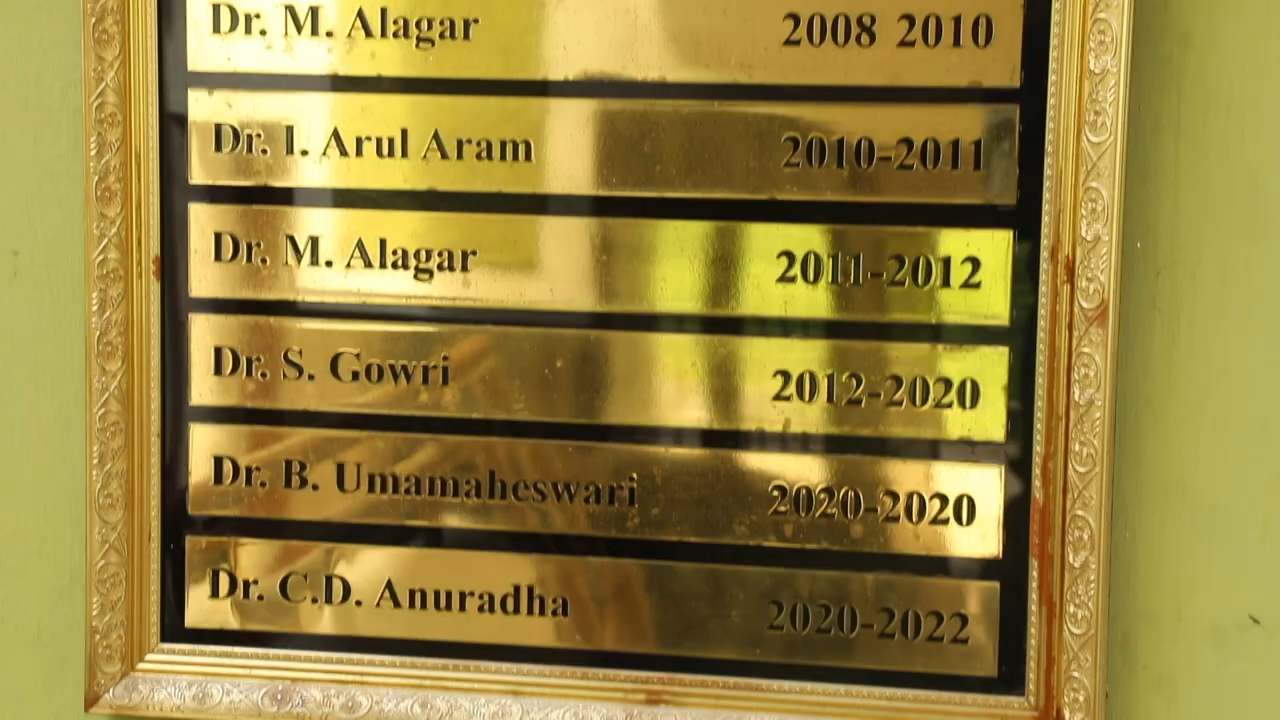 Dr. M. Alagar 2008 2010
Dr. I. Arul Aram 2010-2011
Dr. M. Alagar 2011-2012
Dr. S. Gowri 2012-2020
Dr. B. Umamaheswari 2020-2020
Dr. C.D. Anuradha 2020-2022